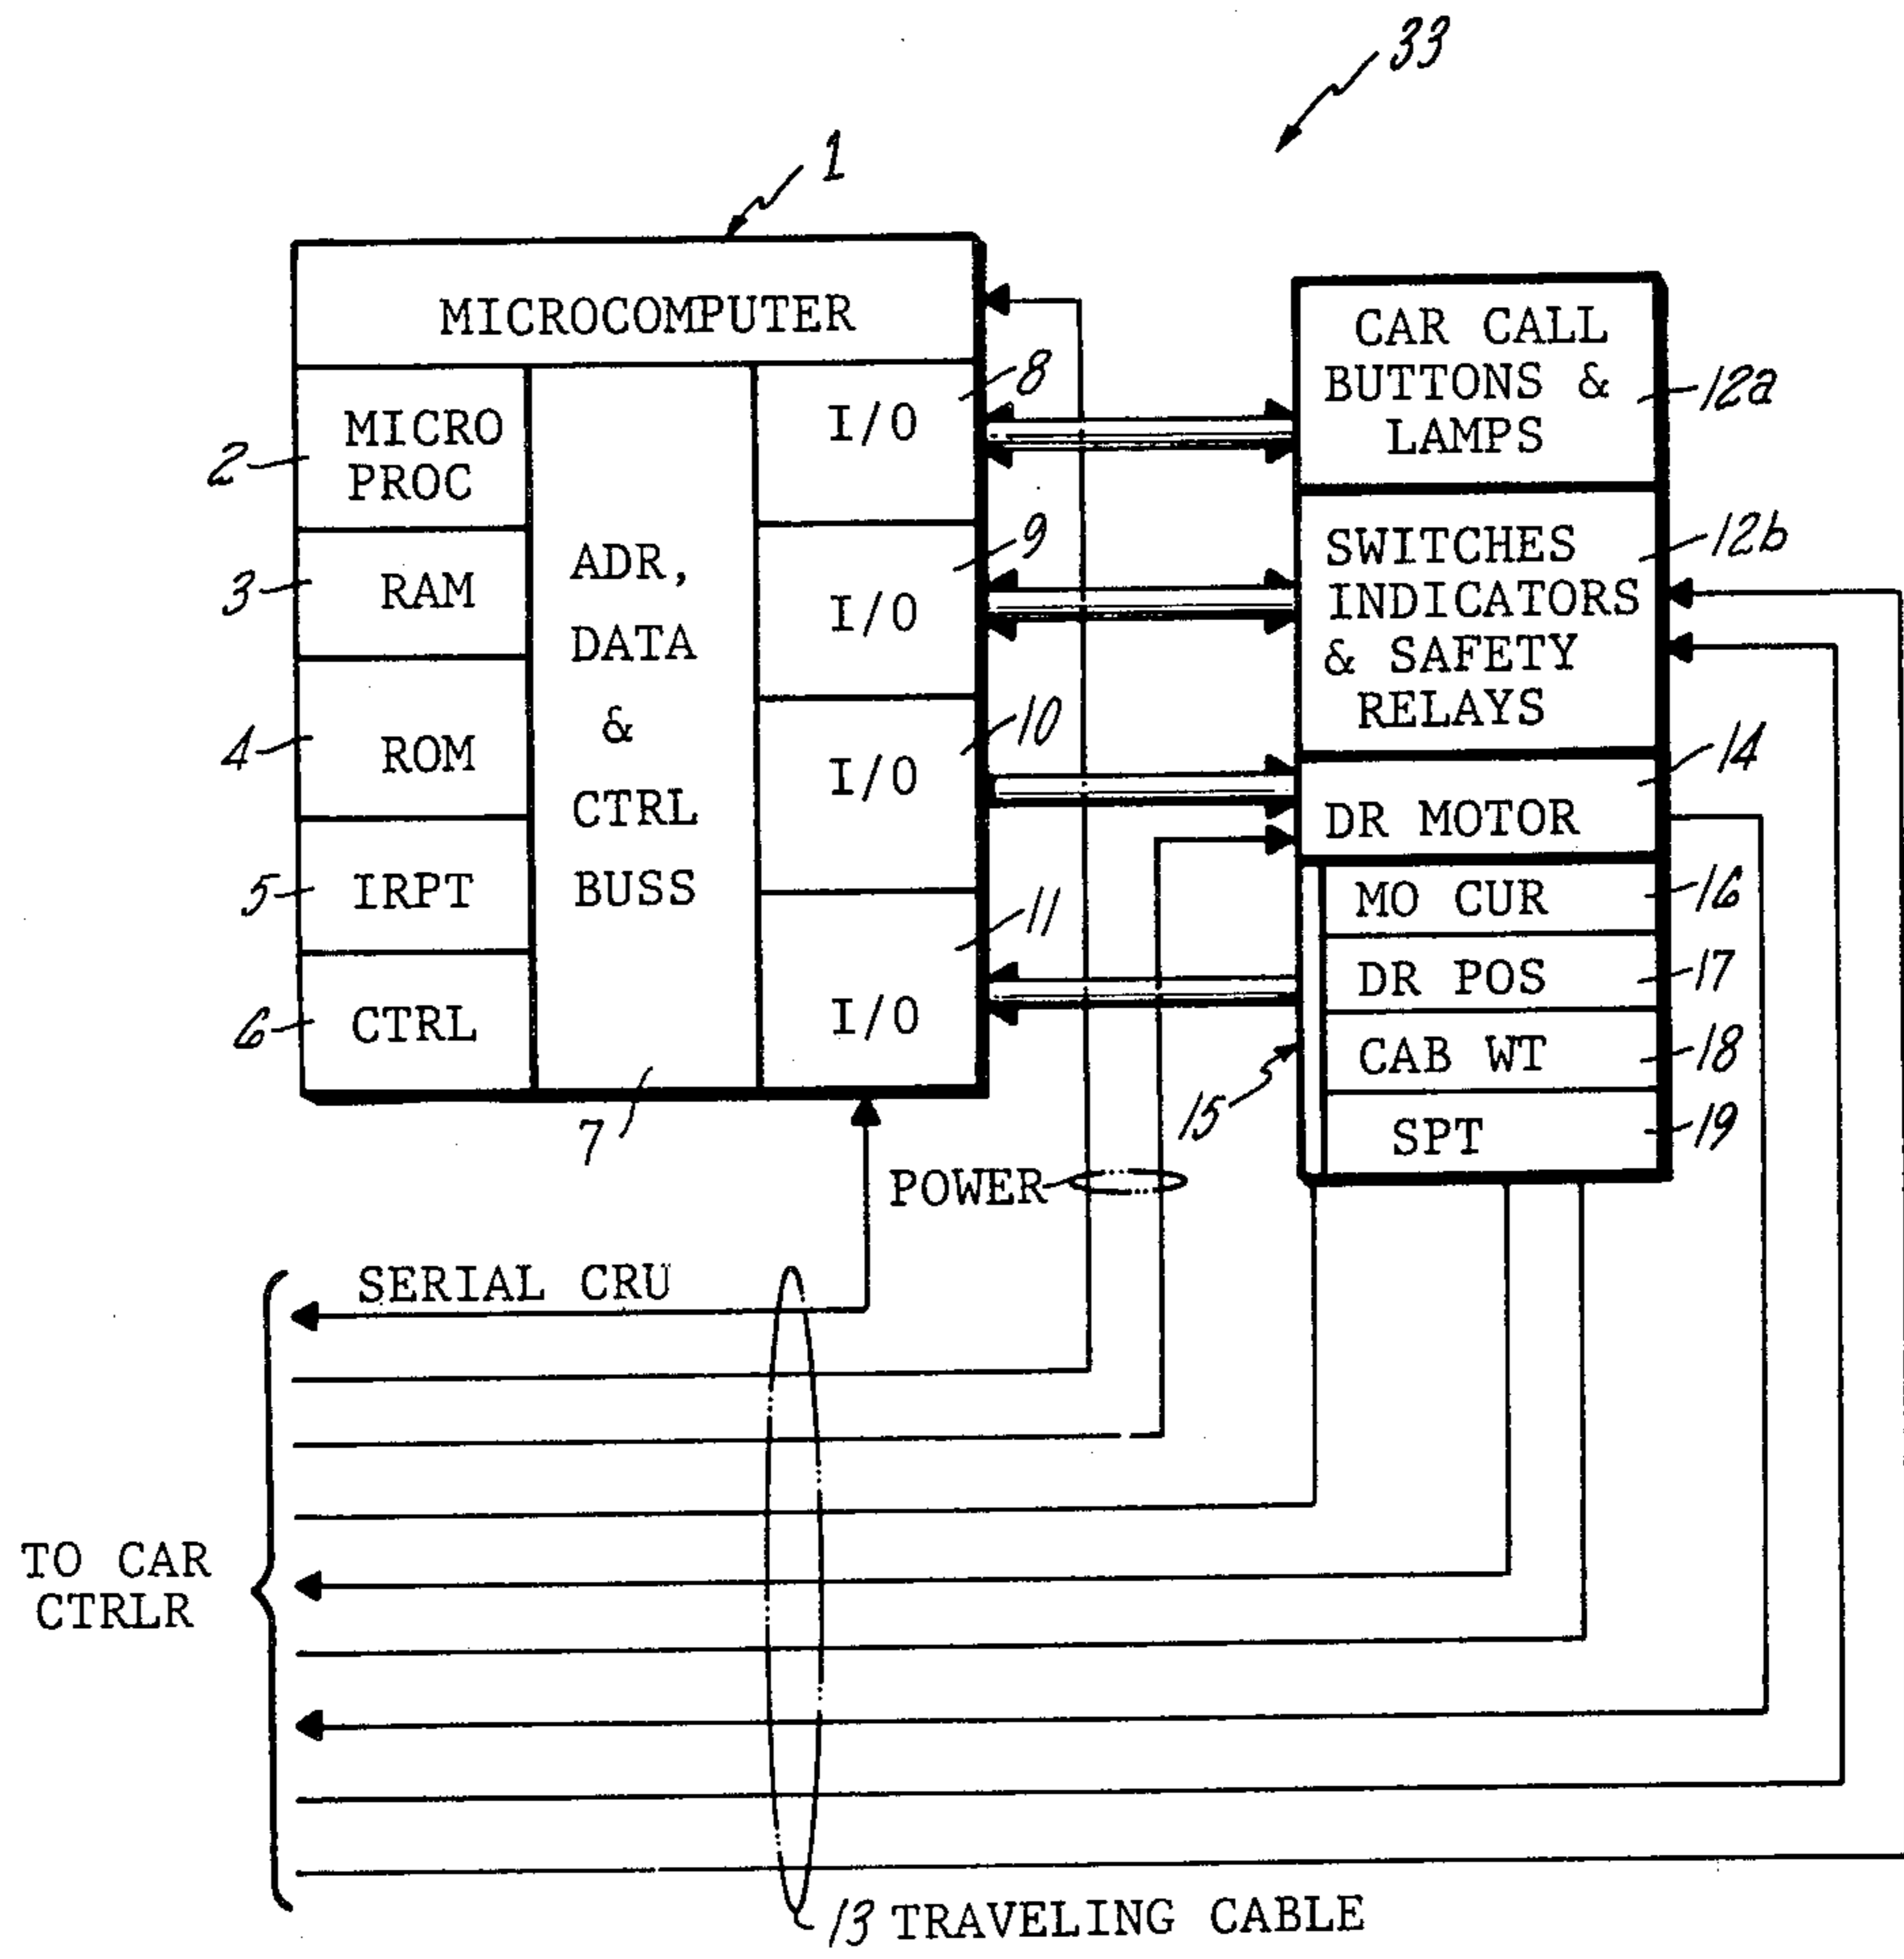 33
1
MICROCOMPUTER
2
MICRO
PROC
3
RAM
4
ROM
5
IRPT
6
CTRL
ADR,
DATA
&
CTRL
BUSS
7
I/O
8
I/O
9
I/O
10
I/O
11
CAR CALL
BUTTONS &
LAMPS
12a
SWITCHES
INDICATORS
& SAFETY
RELAYS
12b
DR MOTOR
14
MO CUR
16
DR POS
17
CAB WT
18
SPT
19
15
POWER
SERIAL CRU
TO CAR
CTRLR
13 TRAVELING CABLE